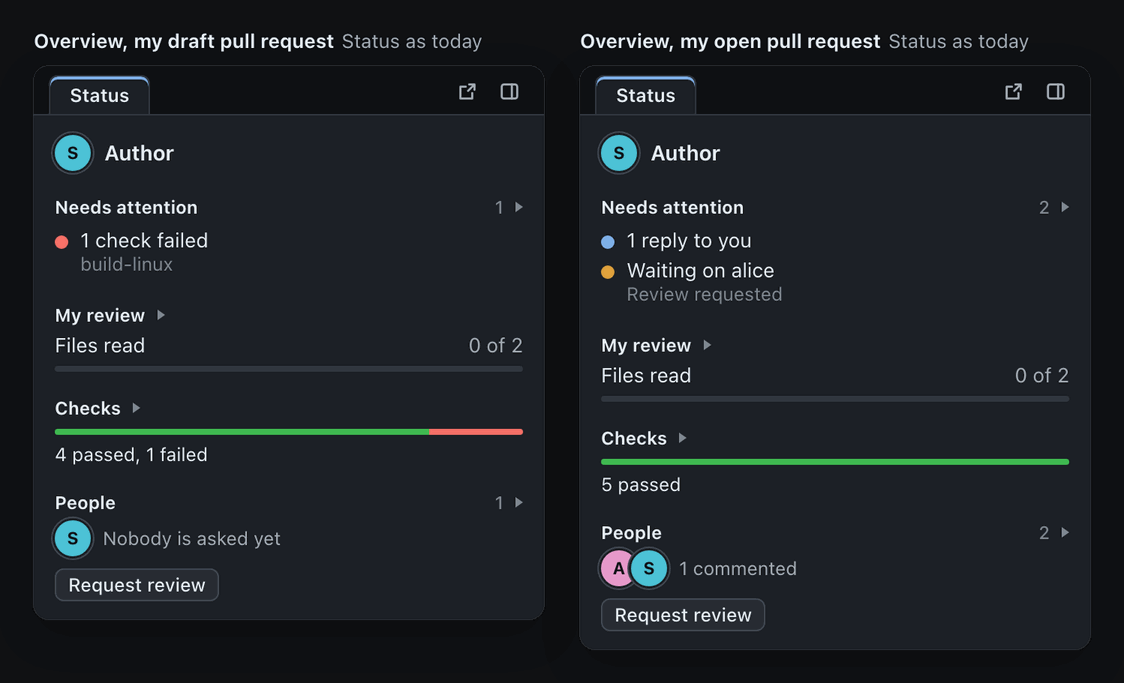 Overview, my draft pull request Status as today
Status
S Author
Needs attention 1
1 check failed
build-linux
My review
Files read 0 of 2
Checks
4 passed, 1 failed
People 1
S Nobody is asked yet
Request review
Overview, my open pull request Status as today
Status
S Author
Needs attention 2
1 reply to you
Waiting on alice
Review requested
My review
Files read 0 of 2
Checks
5 passed
People 2
A S 1 commented
Request review